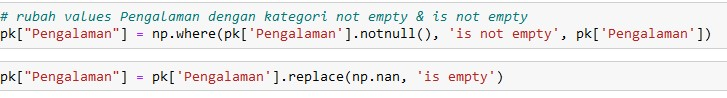 # rubah values Pengalaman dengan kategori not empty & is not empty
pk["Pengalaman"] = np.where(pk['Pengalaman'].notnull(), 'is not empty', pk['Pengalaman'])
pk["Pengalaman"] = pk['Pengalaman'].replace(np.nan, 'is empty')